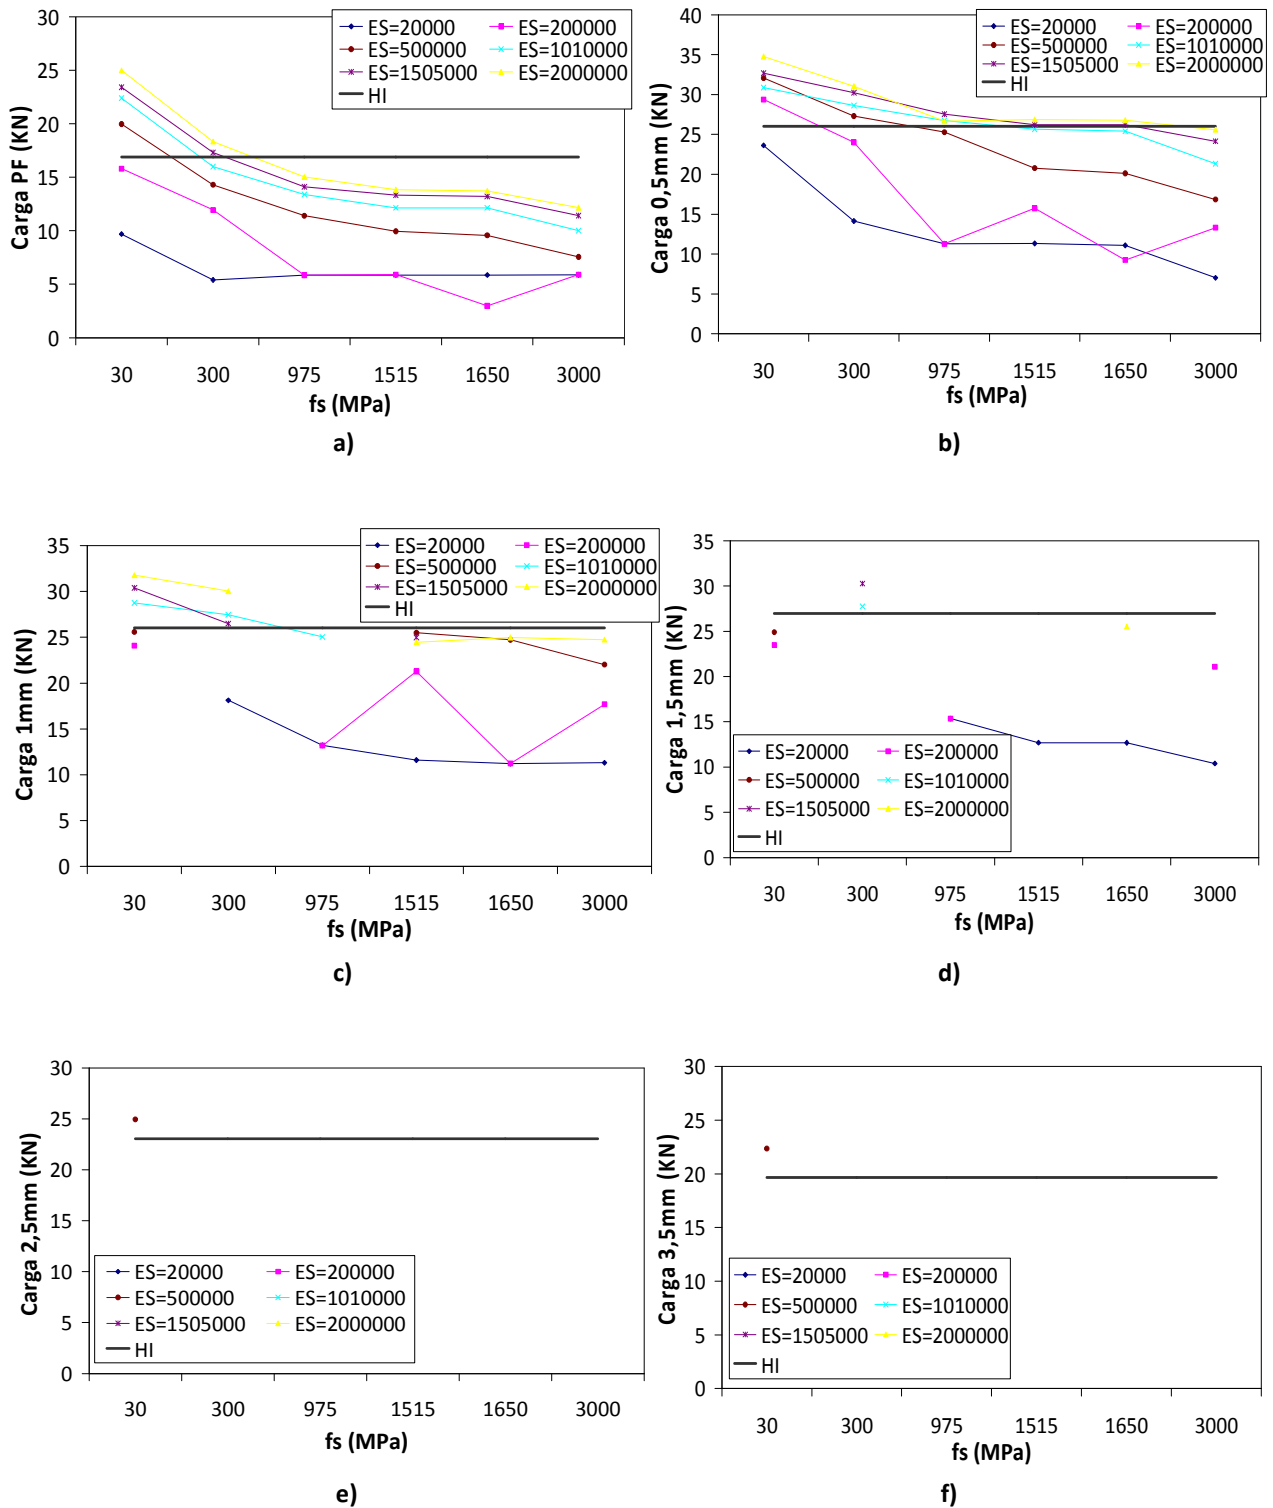 ES=20000 ES=200000
ES=500000 ES=1010000
ES=1505000 ES=2000000
HI
Carga PF (KN)
30
25
20
15
10
5
0
30 300 975 1515 1650 3000
fs (MPa)
a)
ES=20000 ES=200000
ES=500000 ES=1010000
ES=1505000 ES=2000000
HI
Carga 0,5mm (KN)
40
35
30
25
20
15
10
5
0
30 300 975 1515 1650 3000
fs (MPa)
b)
ES=20000 ES=200000
ES=500000 ES=1010000
ES=1505000 ES=2000000
HI
Carga 1mm (KN)
35
30
25
20
15
10
5
0
30 300 975 1515 1650 3000
fs (MPa)
c)
Carga 1,5mm (KN)
35
30
25
20
15
10
5
0
ES=20000 ES=200000
ES=500000 ES=1010000
ES=1505000 ES=2000000
HI
30 300 975 1515 1650 3000
fs (MPa)
d)
Carga 2,5mm (KN)
30
25
20
15
10
5
0
ES=20000 ES=200000
ES=500000 ES=1010000
ES=1505000 ES=2000000
HI
30 300 975 1515 1650 3000
fs (MPa)
e)
Carga 3,5mm (KN)
30
25
20
15
10
5
0
ES=20000 ES=200000
ES=500000 ES=1010000
ES=1505000 ES=2000000
HI
30 300 975 1515 1650 3000
fs (MPa)
f)